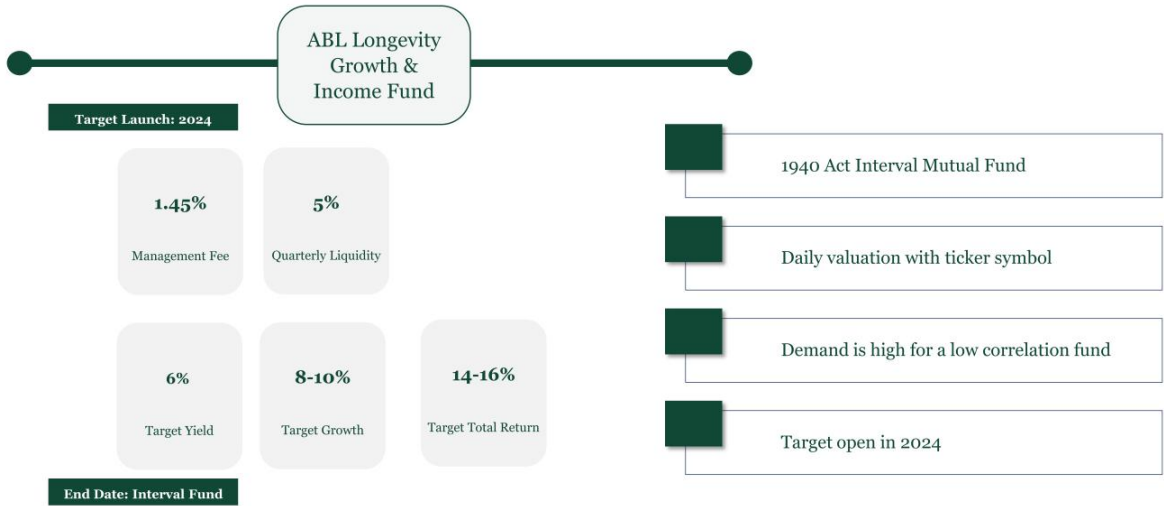 ABL Longevity
Growth &
Income Fund
Target Launch: 2024
1.45%
Management Fee
5%
Quarterly Liquidity
6%
Target Yield
8-10%
Target Growth
14-16%
Target Total Return
End Date: Interval Fund
1940 Act Interval Mutual Fund
Daily valuation with ticker symbol
Demand is high for a low correlation fund
Target open in 2024